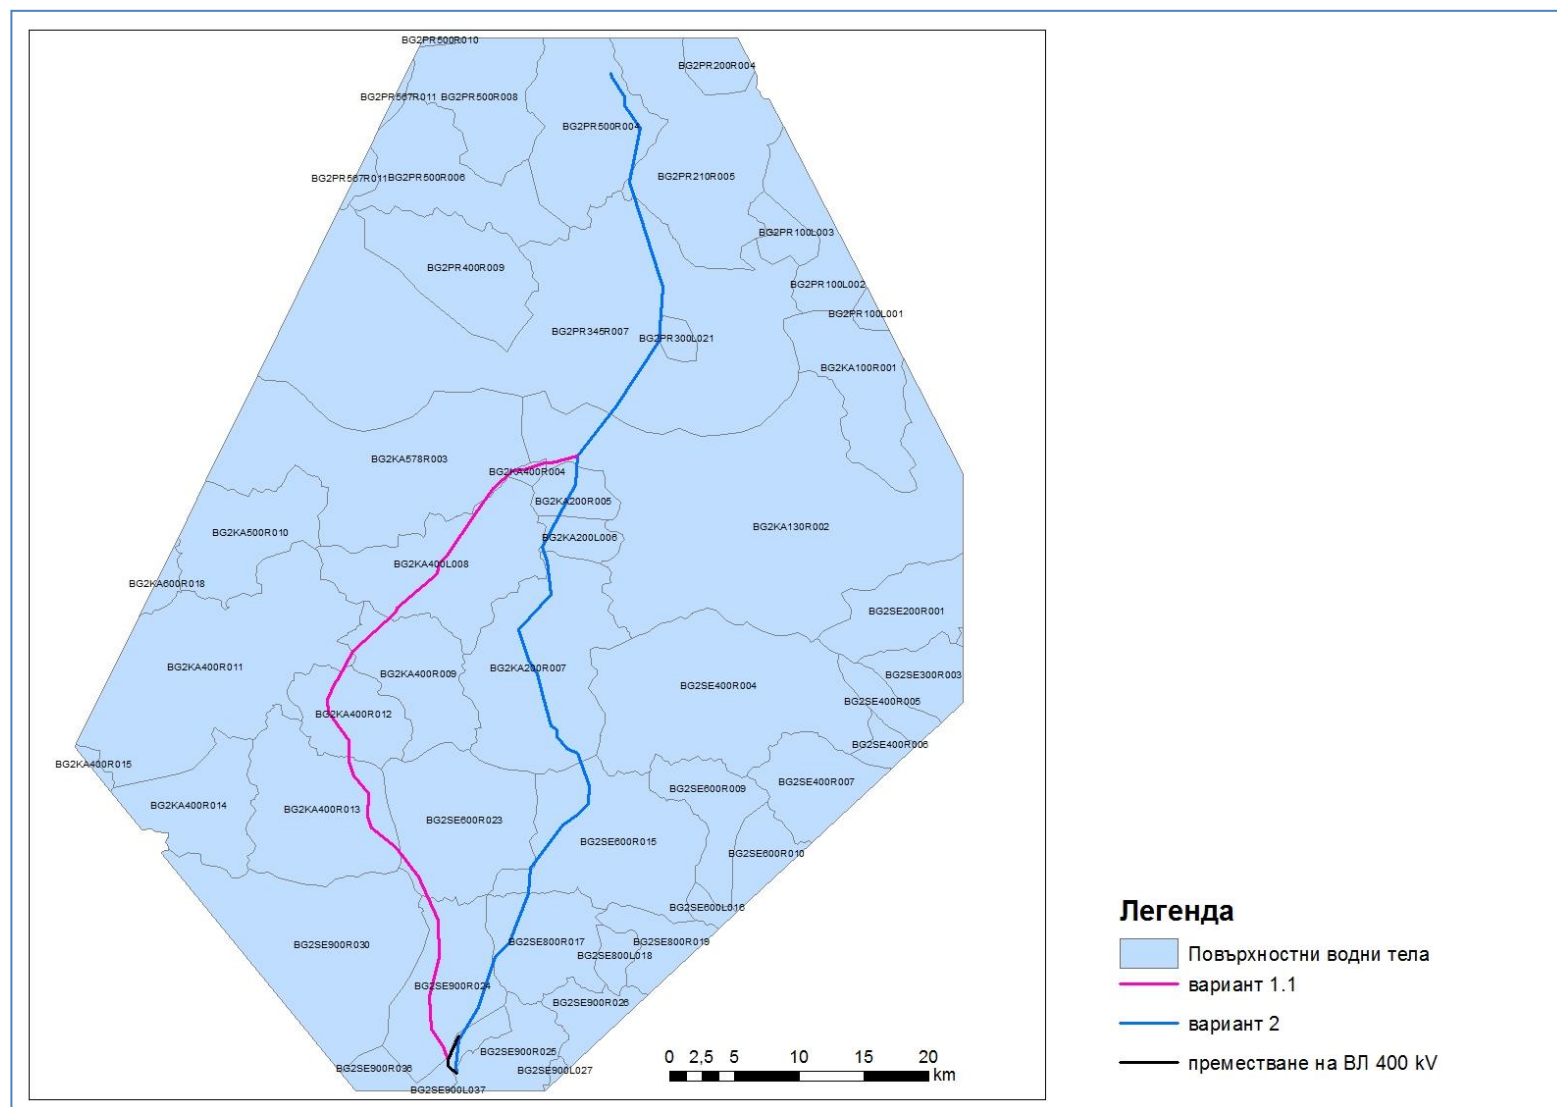 BG2PR500R010
BG2PR200R004
BG2PR567R011
BG2PR500R008
BG2PR500R004
BG2PR567R011
BG2PR500R006
BG2PR210R005
BG2PR100L003
BG2PR400R009
BG2PR100L002
BG2PR100L001
BG2PR345R007
BG2PR300L021
BG2KA100R001
BG2KA578R003
BG2KA400R004
BG2KA200R005
BG2KA130R002
BG2KA500R010
BG2KA200L006
BG2KA400L008
BG2KA600R018
BG2SE200R001
BG2KA400R011
BG2KA400R009
BG2KA200R007
BG2SE300R003
BG2SE400R004
BG2SE400R005
BG2KA400R012
BG2SE400R006
BG2KA400R015
BG2SE400R007
BG2SE600R009
BG2KA400R014
BG2KA400R013
BG2SE600R023
BG2SE600R015
BG2SE600R010
BG2SE600L016
BG2SE900R030
BG2SE800R017
BG2SE800R019
BG2SE800L018
BG2SE900R024
BG2SE900R026
BG2SE900R025
BG2SE900R036
BG2SE900L027
BG2SE900L037
0 2,5 5 10 15 20
km
Легенда
Повърхностни водни тела
вариант 1.1
вариант 2
преместване на ВЛ 400 kV